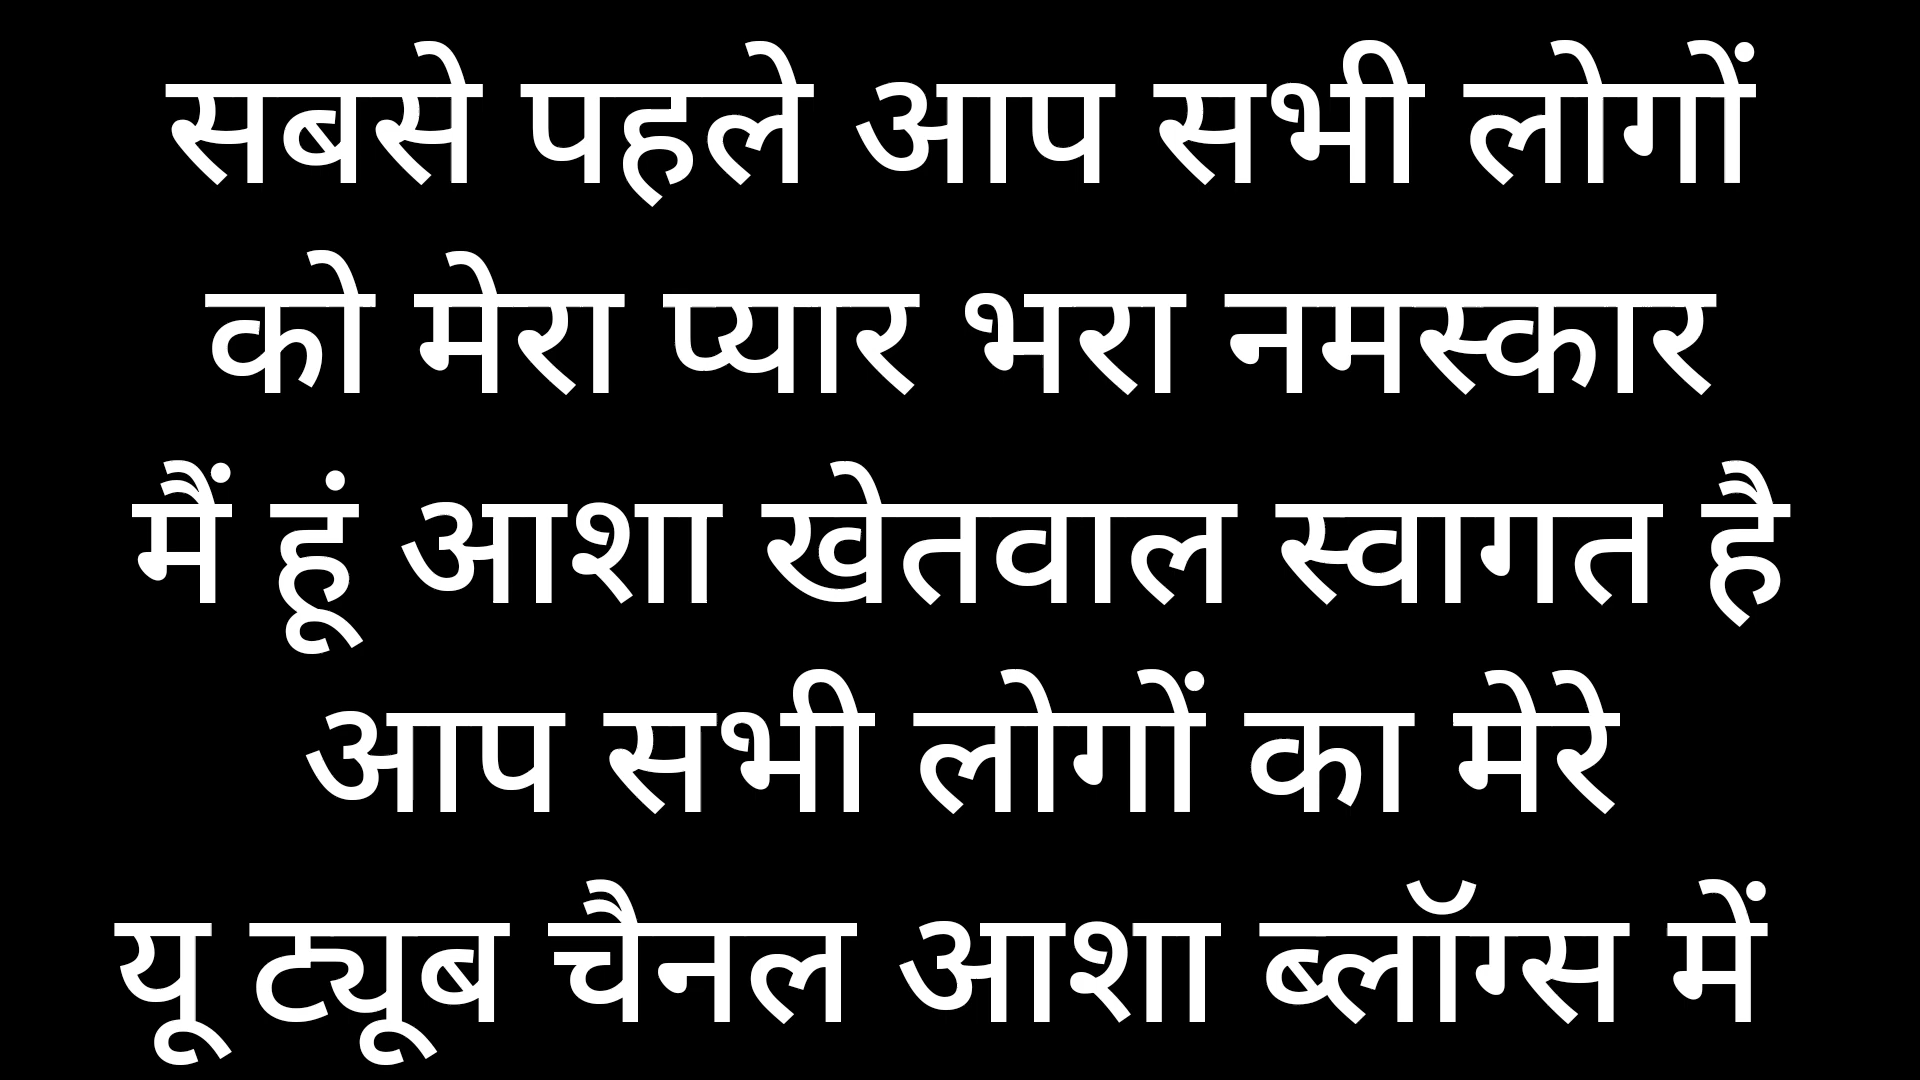 सबसे पहले आप सभी लोगों
को मेरा प्यार भरा नमस्कार
मैं हूं आशा खेतवाल स्वागत है
आप सभी लोगों का मेरे
यू ट्यूब चैनल आशा ब्लॉग्स में